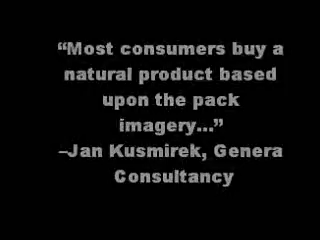 “Most consumers buy a
natural product based
upon the pack
imagery...”
–Jan Kusmirek, Genera
Consultancy